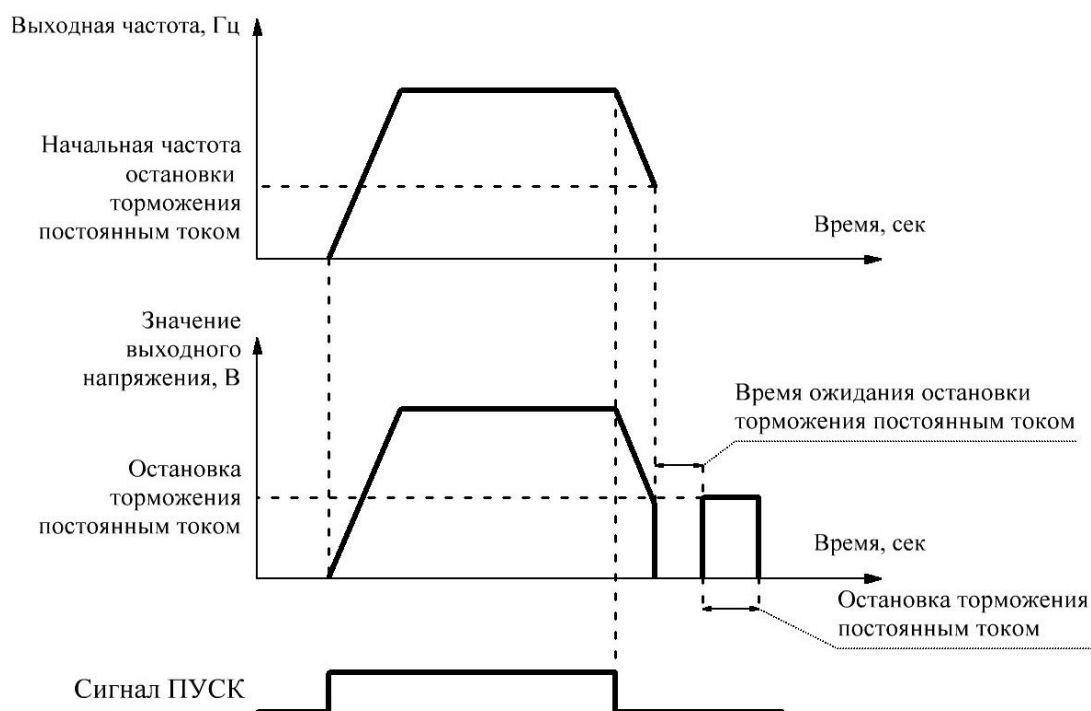 Выходная частота, Гц
Начальная частота
остановки
торможения
постоянным током
Время, сек
Значение
выходного
напряжения, В
Время ожидания остановки
торможения постоянным током
Остановка
торможения
постоянным током
Время, сек
Остановка торможения
постоянным током
Сигнал ПУСК